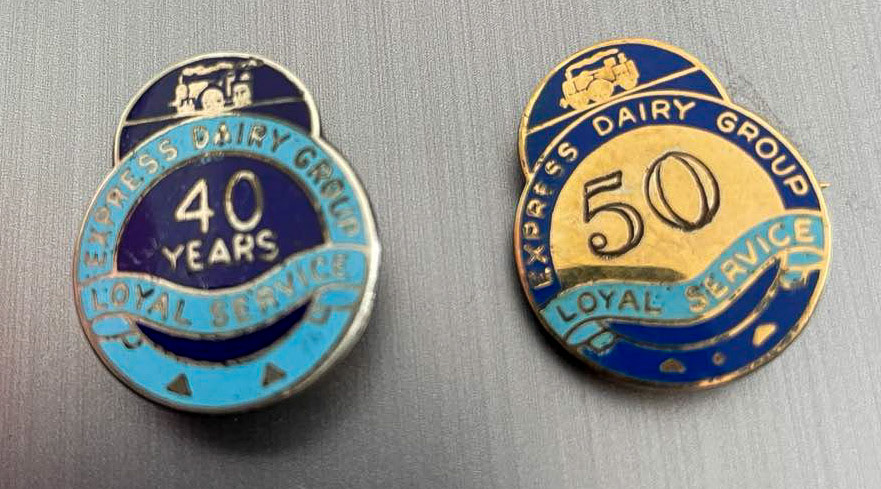 EXPRESS DAIRY GROUP
40
YEARS
LOYAL SERVICE
EXPRESS DAIRY GROUP
50
LOYAL SERVICE